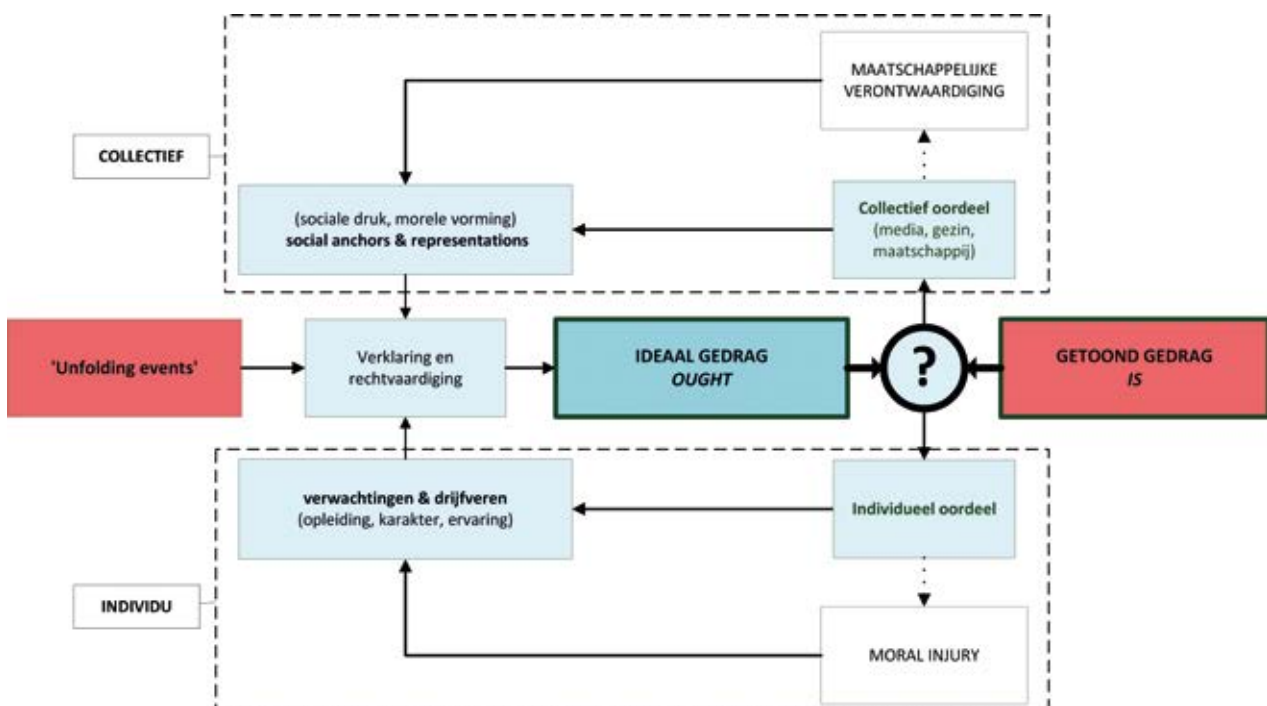 MAATSCHAPPELIJKE
VERONTWAARDIGING
COLLECTIEF
(sociale druk, morele vorming)
social anchors & representations
Collectief oordeel
(media, gezin,
maatschappij)
'Unfolding events'
Verklaring en
rechtvaardiging
IDEAAL GEDRAG
OUGHT
?
GETOOND GEDRAG
IS
verwachtingen & drijfveren
(opleiding, karakter, ervaring)
Individueel oordeel
INDIVIDU
MORAL INJURY